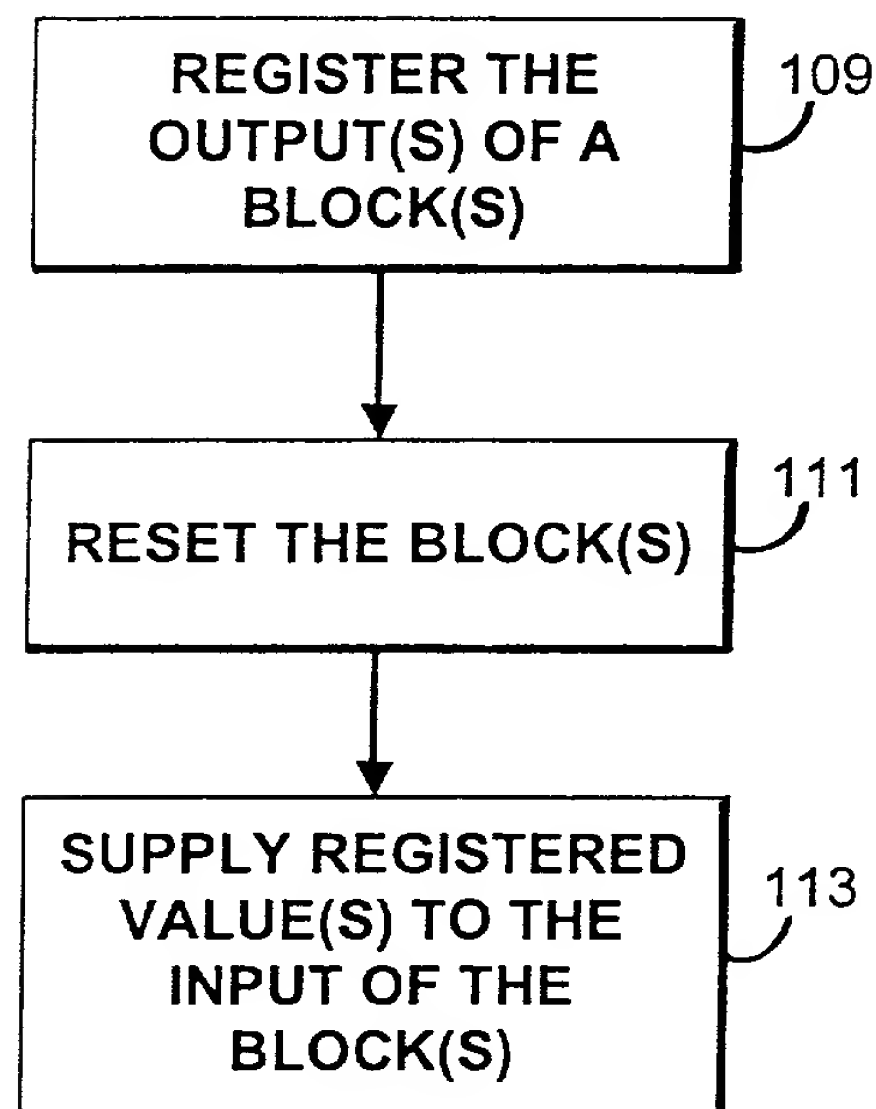 REGISTER THE
OUTPUT(S) OF A
BLOCK(S)
109
RESET THE BLOCK(S)
111
SUPPLY REGISTERED
VALUE(S) TO THE
INPUT OF THE
BLOCK(S)
113